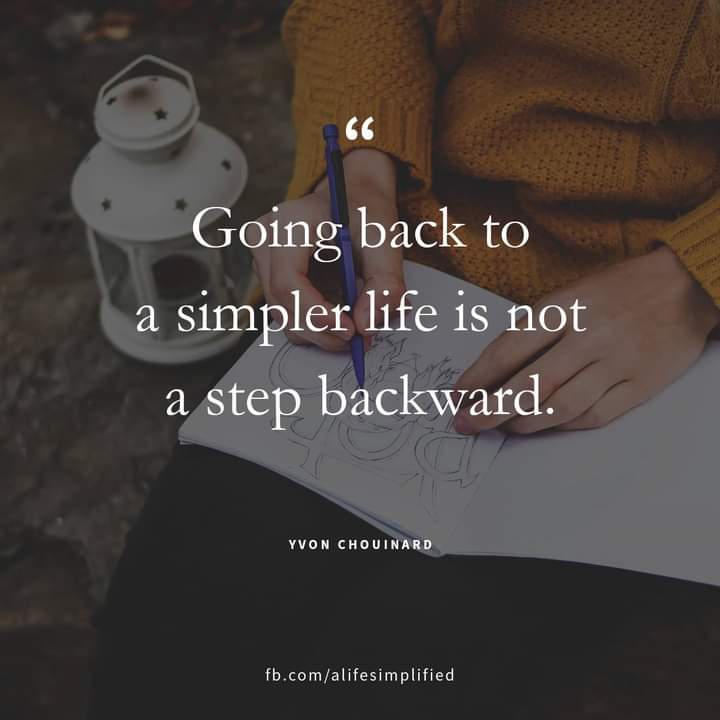 “
Going back to
a simpler life is not
a step backward.
YVON CHOUINARD
fb.com/alifesimplified